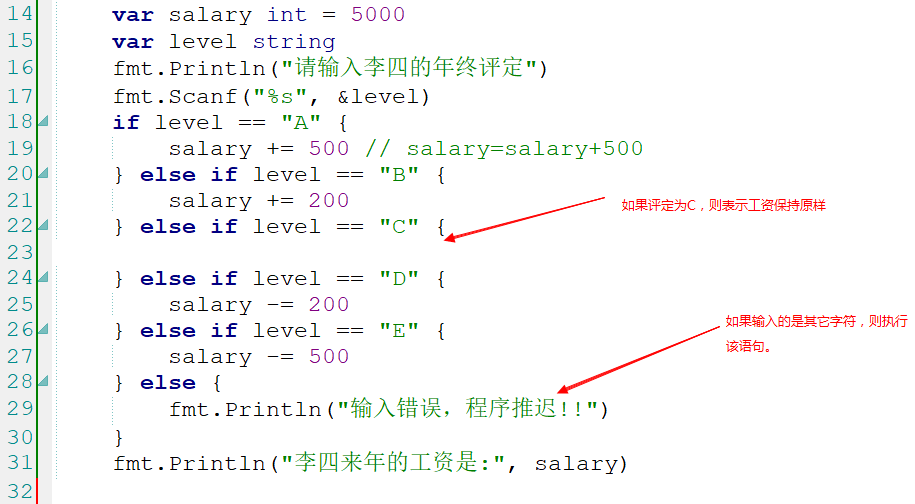 14 var salary int = 5000
15 var level string
16 fmt.Println("请输入李四的年终评定")
17 fmt.Scanf("%s", &level)
18 if level == "A" {
19 salary += 500 // salary=salary+500
20 } else if level == "B" {
21 salary += 200
22 } else if level == "C" {
如果评定为C，则表示工资保持原样
23
24 } else if level == "D" {
25 salary -= 200
26 } else if level == "E" {
如果输入的是其它字符，则执行
该语句。
27 salary -= 500
28 } else {
29 fmt.Println("输入错误，程序推迟!!")
30 }
31 fmt.Println("李四来年的工资是:", salary)
32